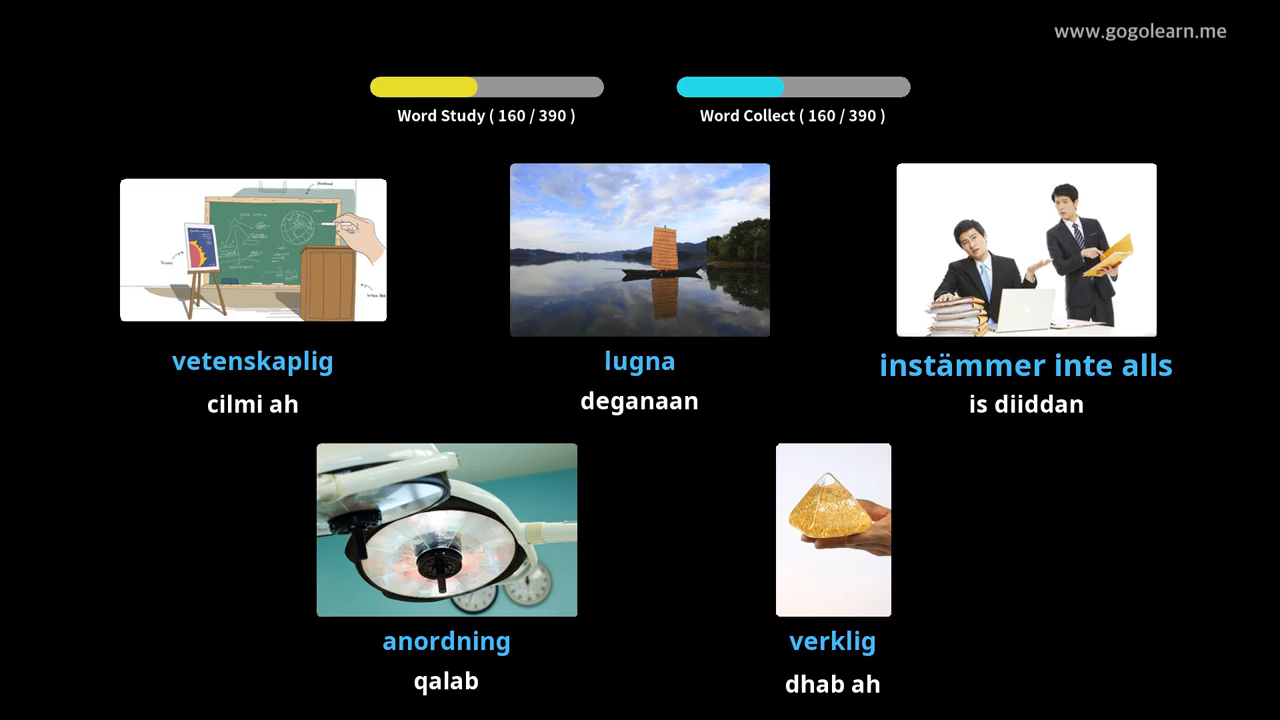 www.gogolearn.me
Word Study ( 160 / 390 )
Word Collect ( 160 / 390 )
vetenskaplig
lugna
instämmer inte alls
cilmi ah
deganaan
is diiddan
anordning
verklig
qalab
dhab ah